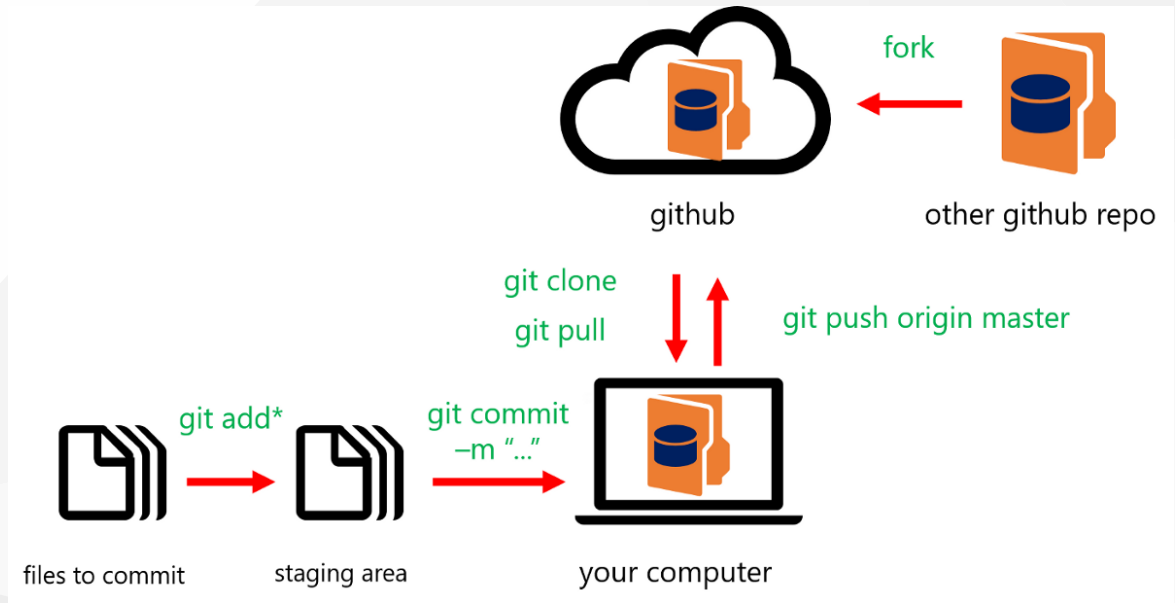 fork
github
other github repo
git clone
git pull
git push origin master
git add*
git commit
–m “...”
files to commit
staging area
your computer